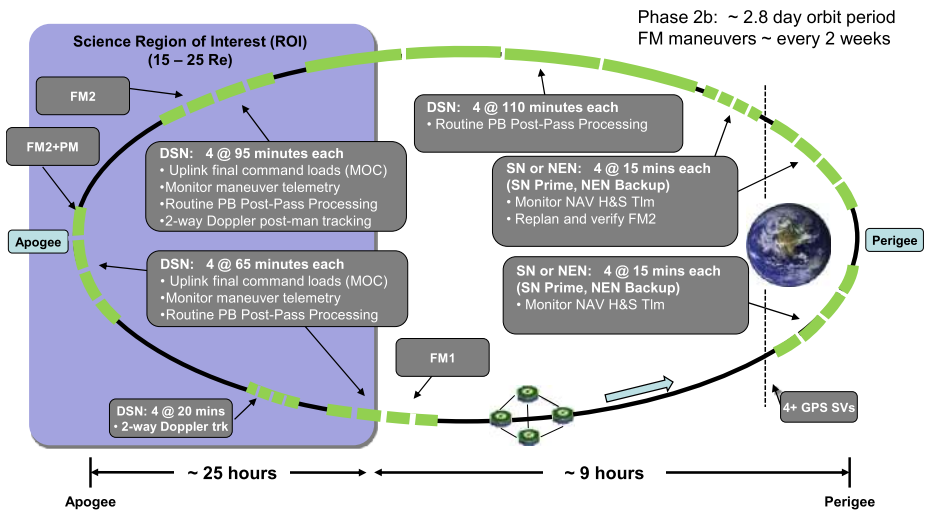 Phase 2b: ~ 2.8 day orbit period
FM maneuvers ~ every 2 weeks
Science Region of Interest (ROI)
(15 – 25 Re)
FM2
FM2+PM
DSN: 4 @ 110 minutes each
• Routine PB Post-Pass Processing
DSN: 4 @ 95 minutes each
• Uplink final command loads (MOC)
•Monitor maneuver telemetry
•Routine PB Post-Pass Processing
•2-way Doppler post-man tracking
SN or NEN: 4 @ 15 mins each
(SN Prime, NEN Backup)
• Monitor NAV H&S Tlm
• Replan and verify FM2
Apogee
Perigee
DSN: 4 @ 65 minutes each
• Uplink final command loads (MOC)
•Monitor maneuver telemetry
•Routine PB Post-Pass Processing
SN or NEN: 4 @ 15 mins each
(SN Prime, NEN Backup)
• Monitor NAV H&S Tlm
FM1
DSN: 4 @ 20 mins
• 2-way Doppler trk
4+ GPS SVs
~ 25 hours
~ 9 hours
Apogee
Perigee